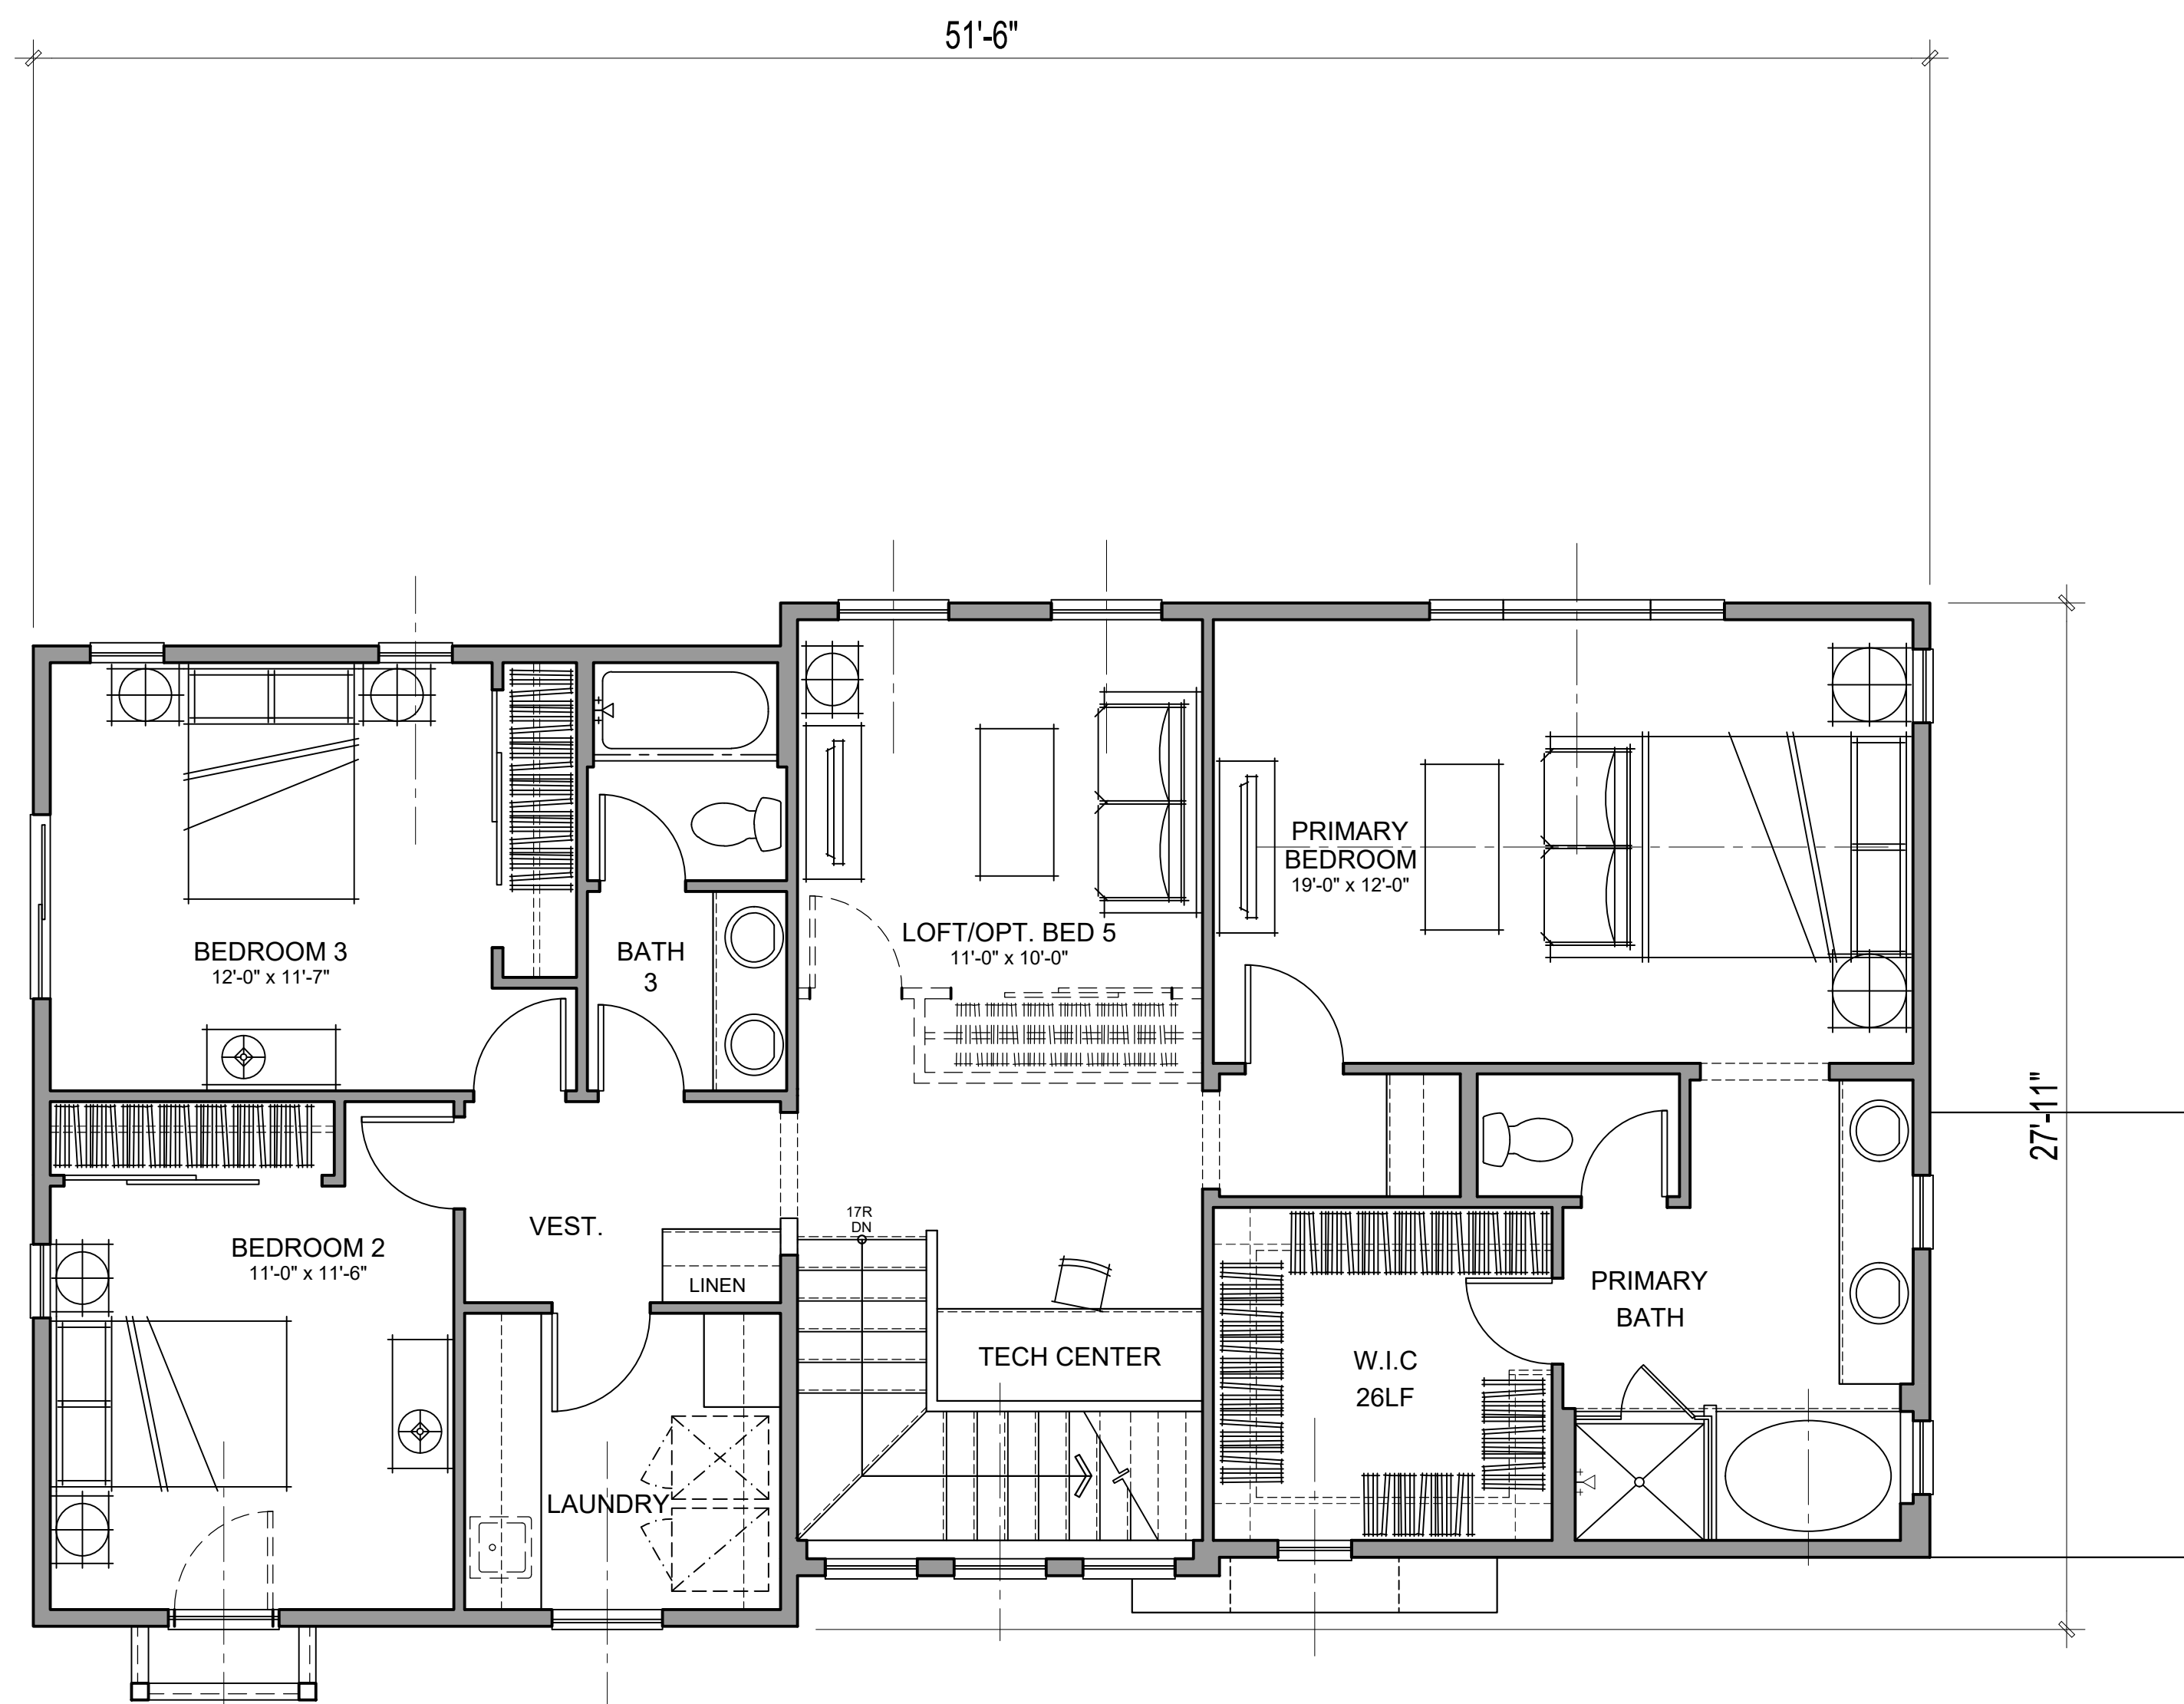 51'-6"
PRIMARY
BEDROOM
19'-0" x 12'-0"
LOFT/OPT. BED 5
11'-0" x 10'-0"
BEDROOM 3
12'-0" x 11'-7"
BATH
3
27'-11"
17R
DN
VEST.
BEDROOM 2
11'-0" x 11'-6"
LINEN
PRIMARY
BATH
TECH CENTER
W.I.C
26LF
LAUNDRY